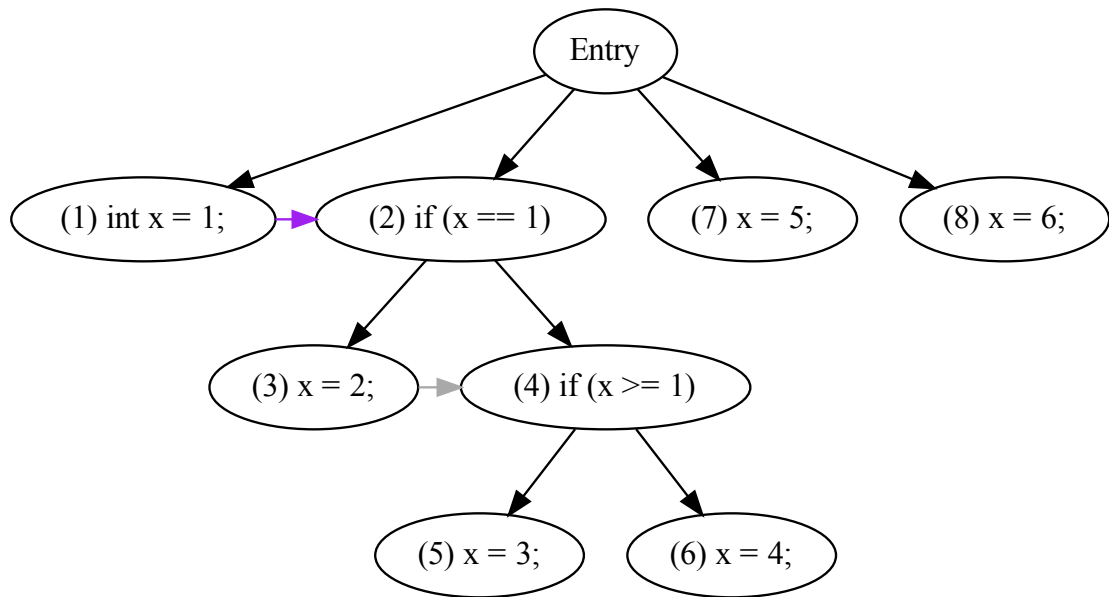 Entry
(1) int x = 1;
(2) if (x == 1)
(7) x = 5;
(8) x = 6;
(3) x = 2;
(4) if (x >= 1)
(5) x = 3;
(6) x = 4;